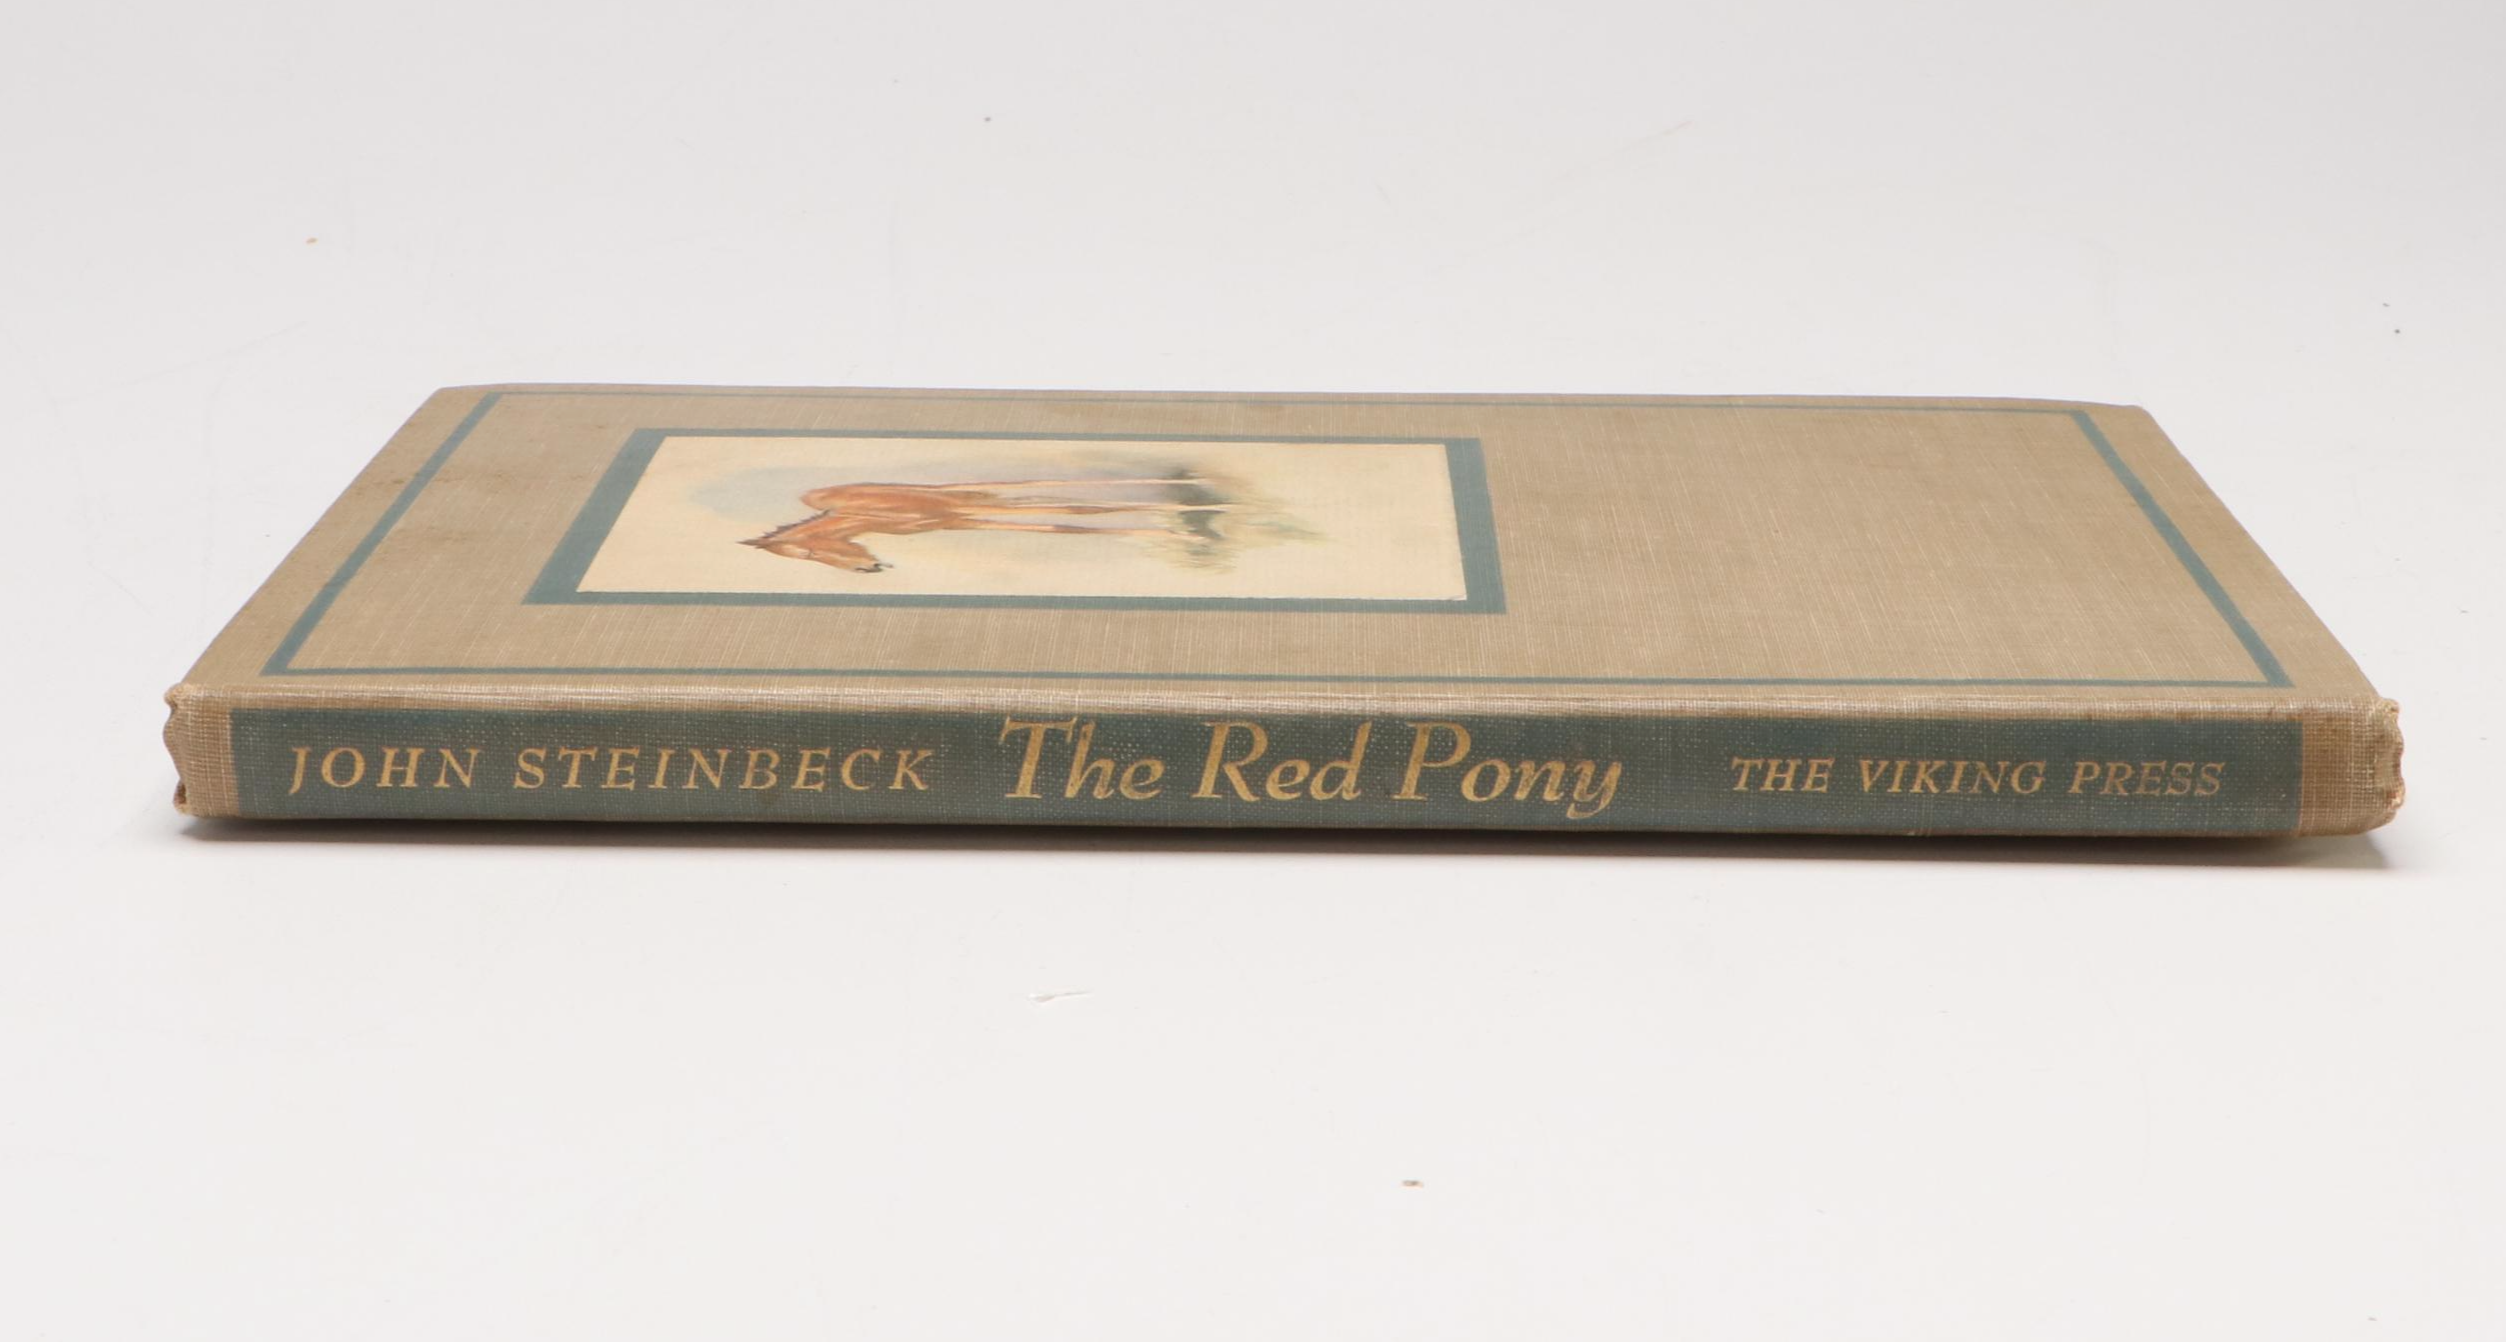 JOHN STEINBECK The Red Pony THE VIKING PRESS